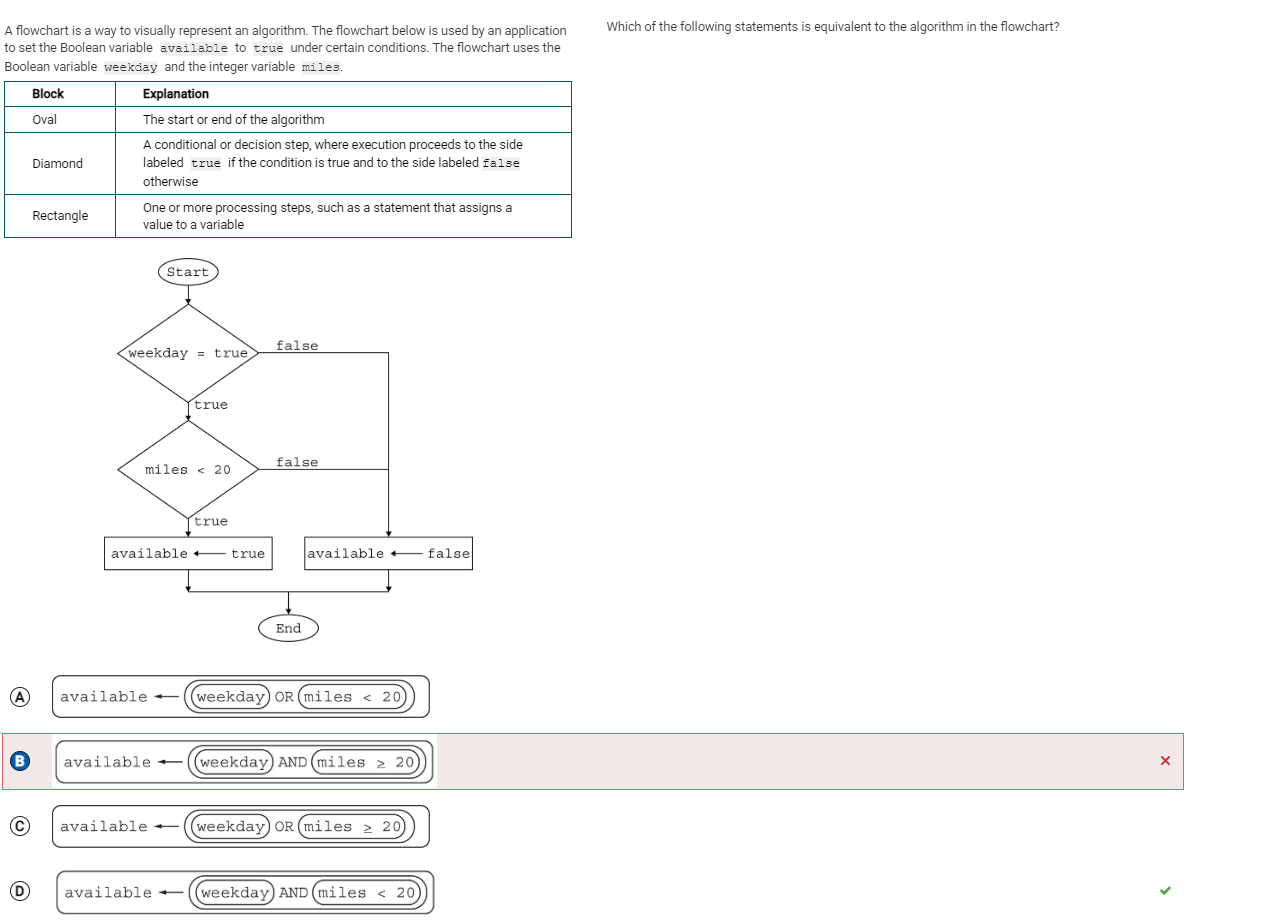 A flowchart is a way to visually represent an algorithm. The flowchart below is used by an application
to set the Boolean variable available to true under certain conditions. The flowchart uses the
Boolean variable weekday and the integer variable miles.
Block Explanation
Oval The start or end of the algorithm
Diamond A conditional or decision step, where execution proceeds to the side
labeled true if the condition is true and to the side labeled false
otherwise
Rectangle One or more processing steps, such as a statement that assigns a
value to a variable
Start
weekday = true
false
true
miles < 20
false
true
available ← true
available ← false
End
Which of the following statements is equivalent to the algorithm in the flowchart?
A available ← weekday OR miles < 20
B available ← weekday AND miles ≥ 20
C available ← weekday OR miles ≥ 20
D available ← weekday AND miles < 20